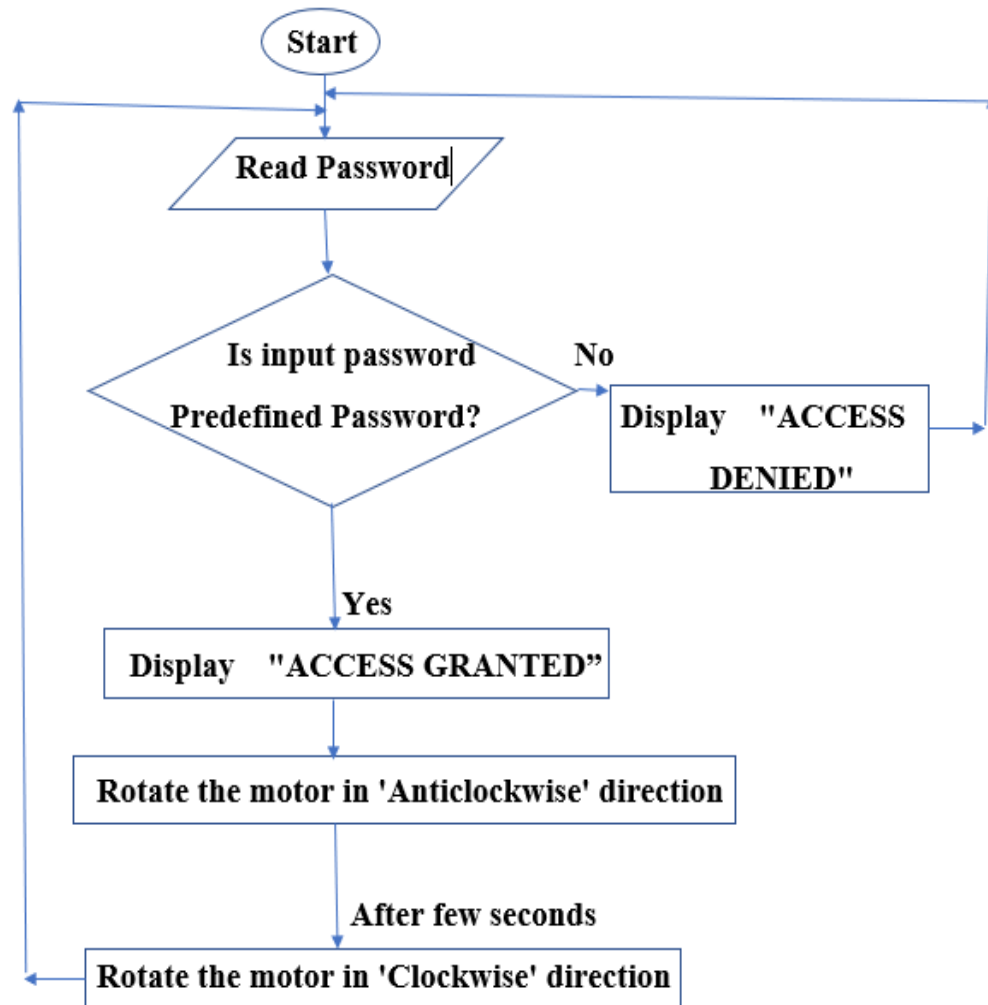 Start
Read Password
Is input password
Predefined Password?
No
Display "ACCESS
DENIED"
Yes
Display "ACCESS GRANTED”
Rotate the motor in 'Anticlockwise' direction
After few seconds
Rotate the motor in 'Clockwise' direction